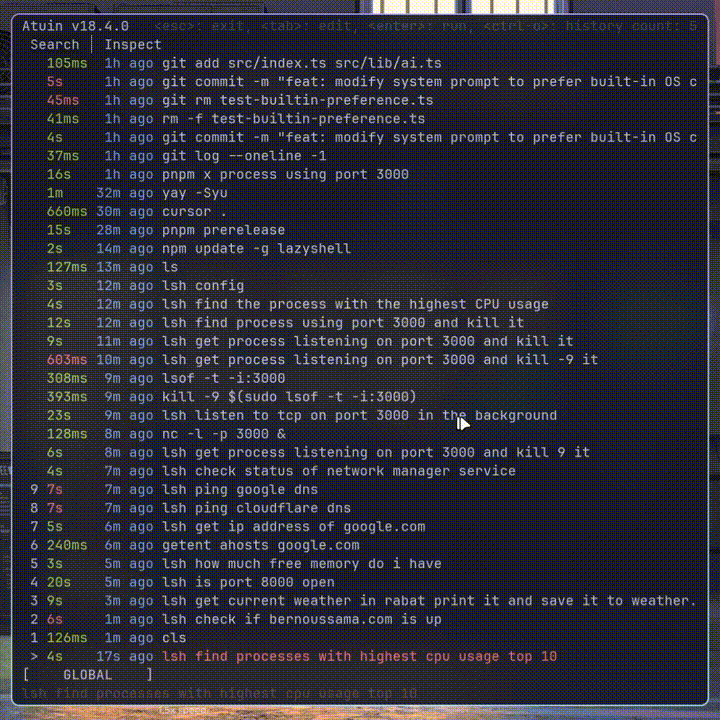 Atuin v18.4.0 <esc>: exit, <tab>: edit, <enter>: run, <ctrl-o>: history count: 5
Search │ Inspect
105ms 1h ago git add src/index.ts src/lib/ai.ts
5s 1h ago git commit -m "feat: modify system prompt to prefer built-in OS c
45ms 1h ago git rm test-builtin-preference.ts
41ms 1h ago rm -f test-builtin-preference.ts
4s 1h ago git commit -m "feat: modify system prompt to prefer built-in OS c
37ms 1h ago git log --oneline -1
16s 1h ago pnpm x process using port 3000
1m 32m ago yay -Syu
660ms 30m ago cursor .
15s 28m ago pnpm prerelease
2s 14m ago npm update -g lazyshell
127ms 13m ago ls
3s 12m ago lsh config
4s 12m ago lsh find the process with the highest CPU usage
12s 12m ago lsh find process using port 3000 and kill it
9s 11m ago lsh get process listening on port 3000 and kill it
603ms 10m ago lsh get process listening on port 3000 and kill -9 it
308ms 9m ago lsof -t -i:3000
393ms 9m ago kill -9 $(sudo lsof -t -i:3000)
23s 9m ago lsh listen to tcp on port 3000 in the background
128ms 8m ago nc -l -p 3000 &
6s 8m ago lsh get process listening on port 3000 and kill 9 it
4s 7m ago lsh check status of network manager service
9 7s 7m ago lsh ping google dns
8 7s 7m ago lsh ping cloudflare dns
7 5s 6m ago lsh get ip address of google.com
6 240ms 6m ago getent ahosts google.com
5 3s 5m ago lsh how much free memory do i have
4 20s 5m ago lsh is port 8000 open
3 9s 3m ago lsh get current weather in rabat print it and save it to weather.
2 6s 1m ago lsh check if bernoussama.com is up
1 126ms 1m ago cls
> 4s 17s ago lsh find processes with highest cpu usage top 10
[ GLOBAL ]
lsh find processes with highest cpu usage top 10